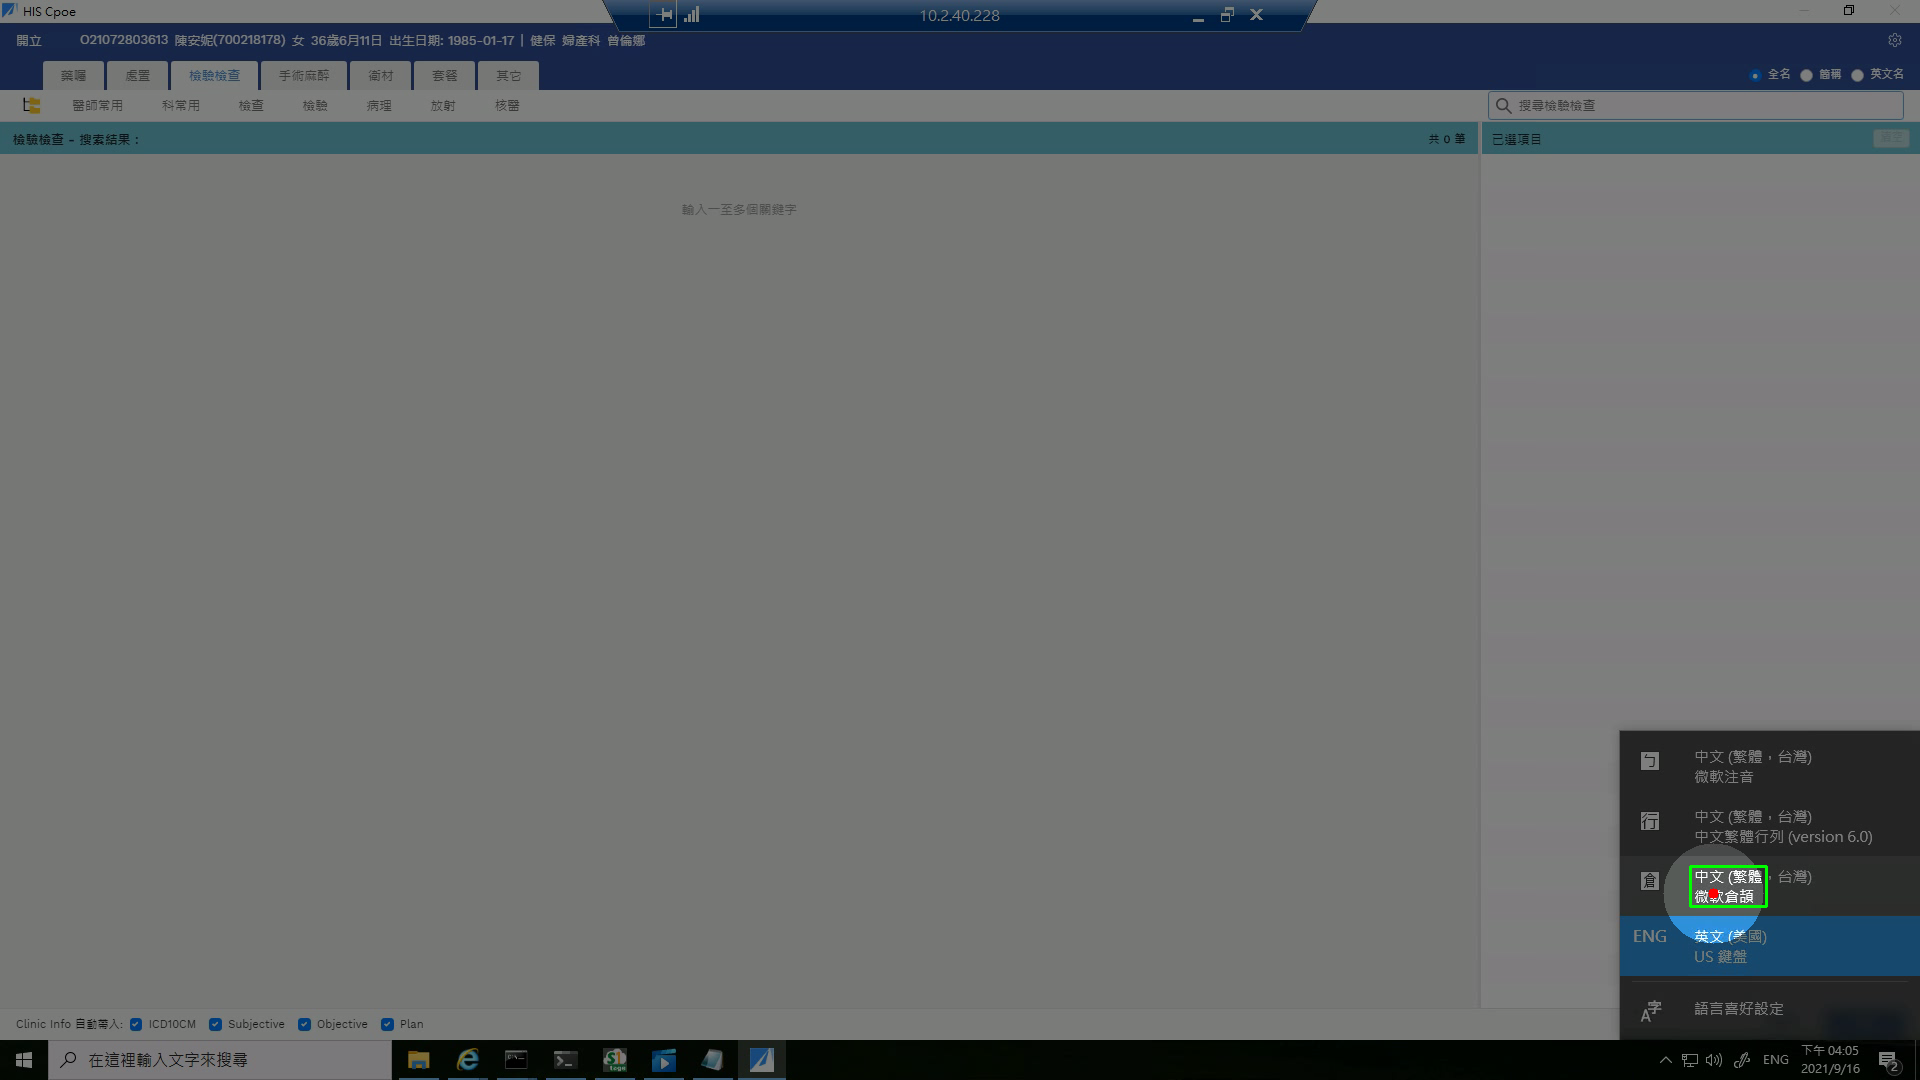 HIS Cpoe
10.2.40.228
開立 O21072803613 陳安妮(700218178) 女 36歲6月11日 出生日期: 1985-01-17 | 健保 婦產科 曾倫娜
藥囑 處置 檢驗檢查 手術麻醉 衛材 套餐 其它
全名 簡稱 英文名
醫師常用 科常用 檢查 檢驗 病理 放射 核醫
搜尋檢驗檢查
檢驗檢查 - 搜索結果 :
共 0 筆
已選項目
清空
輸入一至多個關鍵字
ㄅ 中文 (繁體，台灣)
微軟注音
行 中文 (繁體，台灣)
中文繁體行列 (version 6.0)
倉 中文 (繁體，台灣)
微軟倉頡
ENG 英文 (美國)
US 鍵盤
A字 語言喜好設定
Clinic Info 自動帶入: ICD10CM Subjective Objective Plan
在這裡輸入文字來搜尋
ENG
下午 04:05
2021/9/16
2